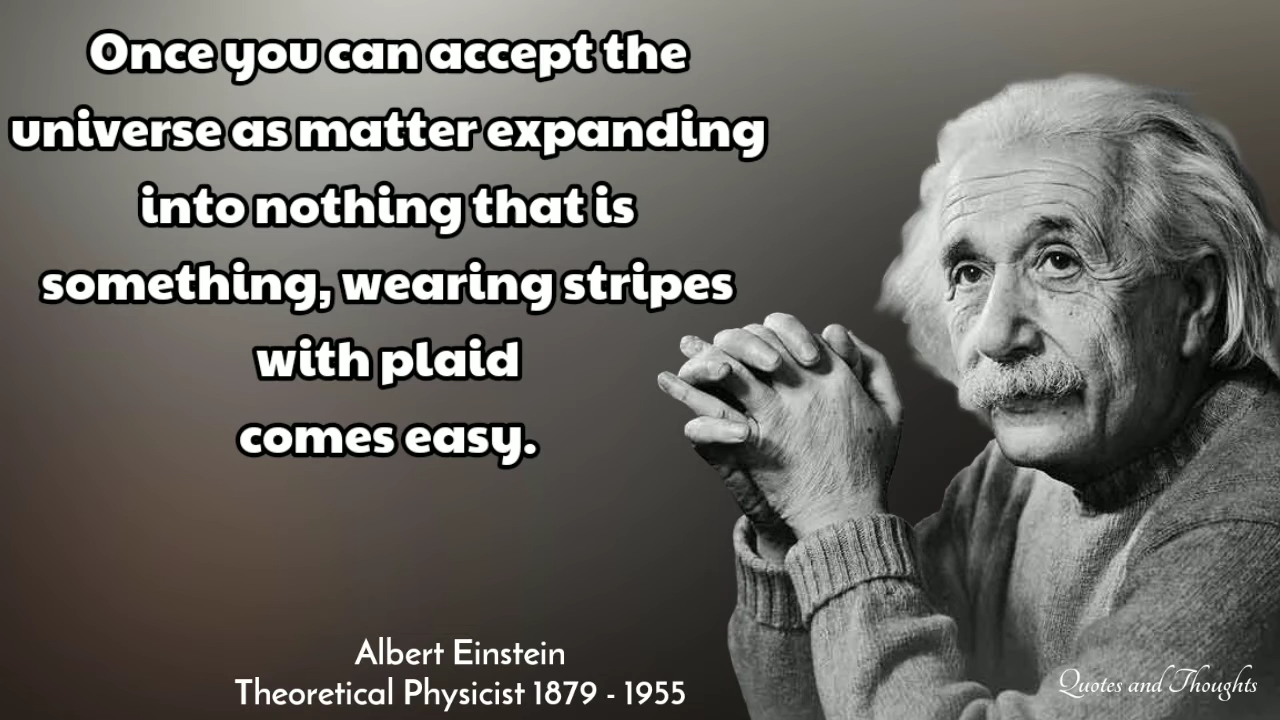 Once you can accept the
universe as matter expanding
into nothing that is
something, wearing stripes
with plaid
comes easy.
Albert Einstein
Theoretical Physicist 1879 - 1955
Quotes and Thoughts